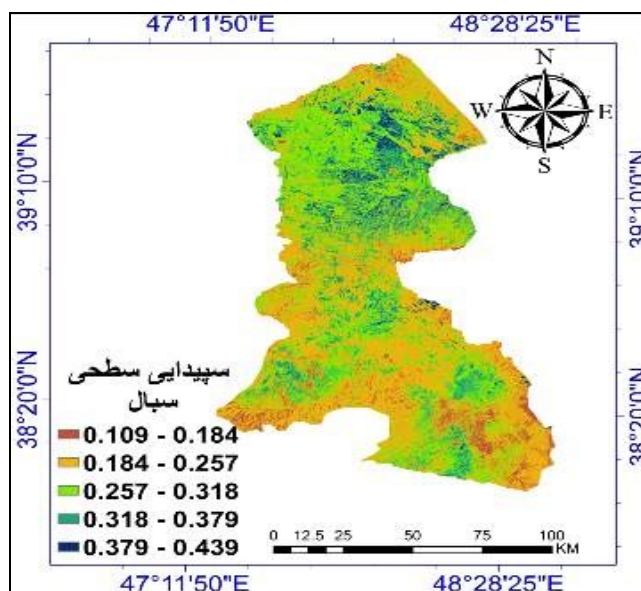 47°11'50"E 48°28'25"E
N
W E
S
39°10'0"N 39°10'0"N
سپیدایی سطحی
سبال
38°20'0"N 38°20'0"N
0.109 - 0.184
0.184 - 0.257
0.257 - 0.318
0.318 - 0.379
0.379 - 0.439
0 12.5 25 50 75 100
KM
47°11'50"E 48°28'25"E